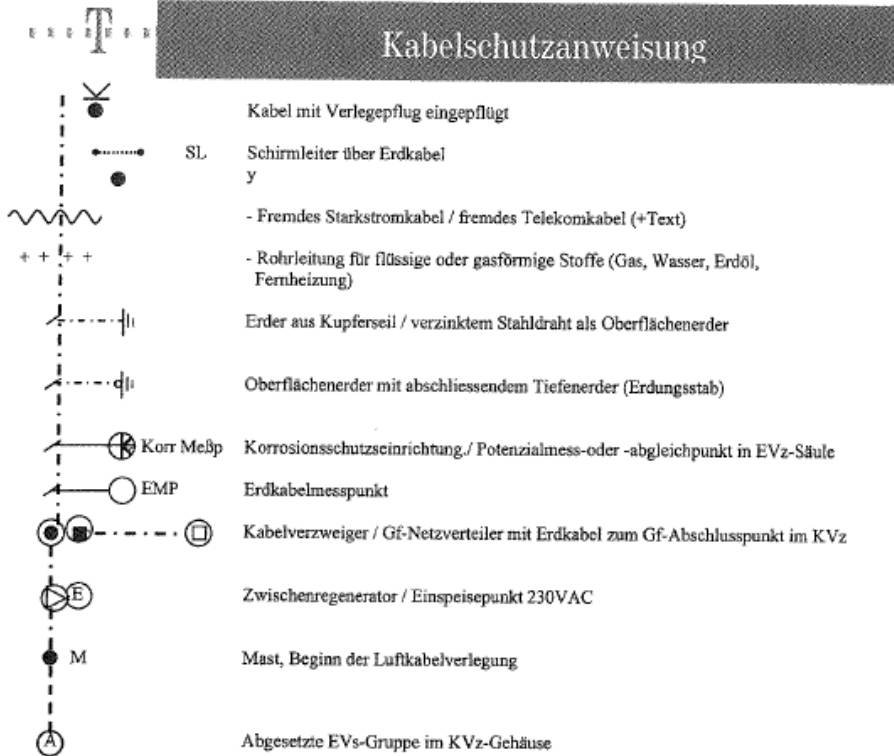 T
Kabelschutzanweisung
Kabel mit Verlegepflug eingepflügt
SL Schirmleiter über Erdkabel
y
- Fremdes Starkstromkabel / fremdes Telekomkabel (+Text)
+ + + + - Rohrleitung für flüssige oder gasförmige Stoffe (Gas, Wasser, Erdöl,
Fernheizung)
Erder aus Kupferseil / verzinktem Stahldraht als Oberflächenerder
Oberflächenerder mit abschliessendem Tiefenerder (Erdungsstab)
Korr Meßp Korrosionsschutzeinrichtung./ Potenzialmess-oder -abgleichpunkt in EVz-Säule
EMP Erdkabelmesspunkt
Kabelverzweiger / Gf-Netzverteiler mit Erdkabel zum Gf-Abschlusspunkt im KVz
E Zwischenregenerator / Einspeisepunkt 230VAC
M Mast, Beginn der Luftkabelverlegung
A Abgesetzte EVs-Gruppe im KVz-Gehäuse